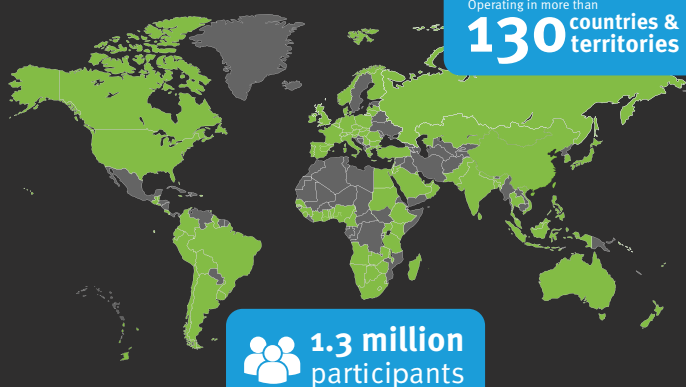 Operating in more than
130 countries &
territories
1.3 million
participants